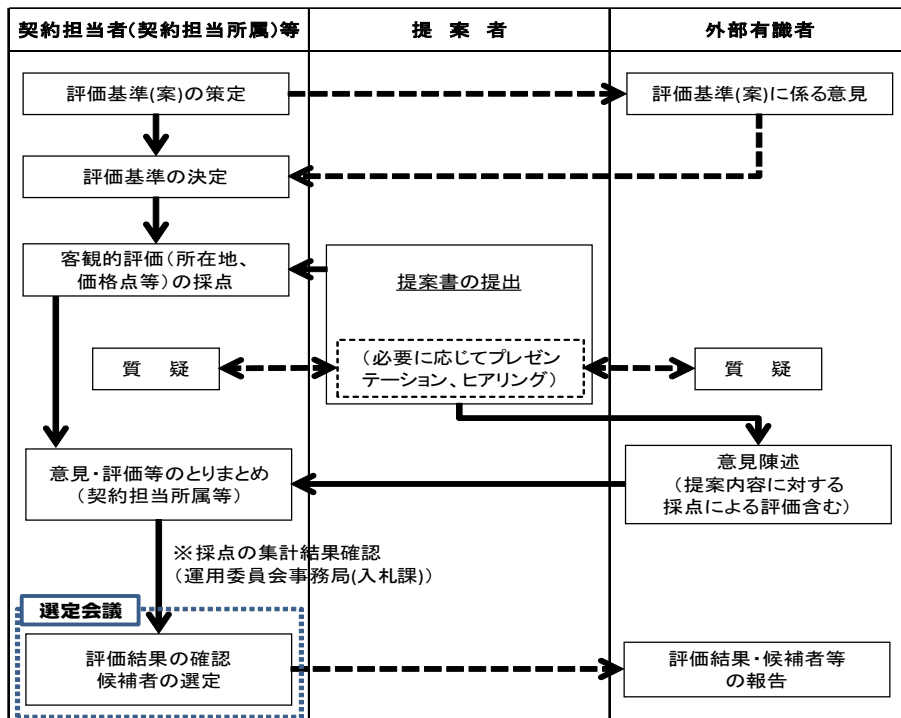 契約担当者(契約担当所属)等
提 案 者
外部有識者
評価基準(案)の策定
評価基準(案)に係る意見
評価基準の決定
客観的評価(所在地、
価格点等)の採点
提案書の提出
(必要に応じてプレゼン
テーション、ヒアリング)
質 疑
質 疑
意見・評価等のとりまとめ
(契約担当所属等)
意見陳述
(提案内容に対する
採点による評価含む)
※採点の集計結果確認
(運用委員会事務局(入札課))
選定会議
評価結果の確認
候補者の選定
評価結果・候補者等
の報告